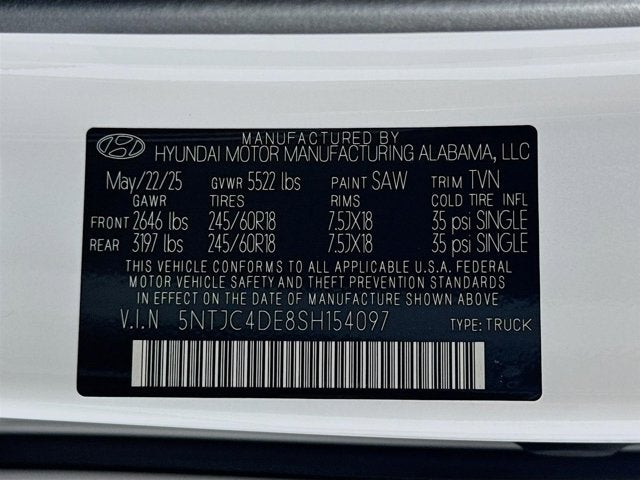 MANUFACTURED BY
HYUNDAI MOTOR MANUFACTURING ALABAMA, LLC
May/22/25 GVWR 5522 lbs PAINT SAW TRIM TVN
GAWR TIRES RIMS COLD TIRE INFL
FRONT 2646 lbs 245/60R18 7.5JX18 35 psi SINGLE
REAR 3197 lbs 245/60R18 7.5JX18 35 psi SINGLE
THIS VEHICLE CONFORMS TO ALL APPLICABLE U.S.A. FEDERAL
MOTOR VEHICLE SAFETY AND THEFT PREVENTION STANDARDS
IN EFFECT ON THE DATE OF MANUFACTURE SHOWN ABOVE.
V.I.N 5NTJC4DE8SH154097 TYPE: TRUCK